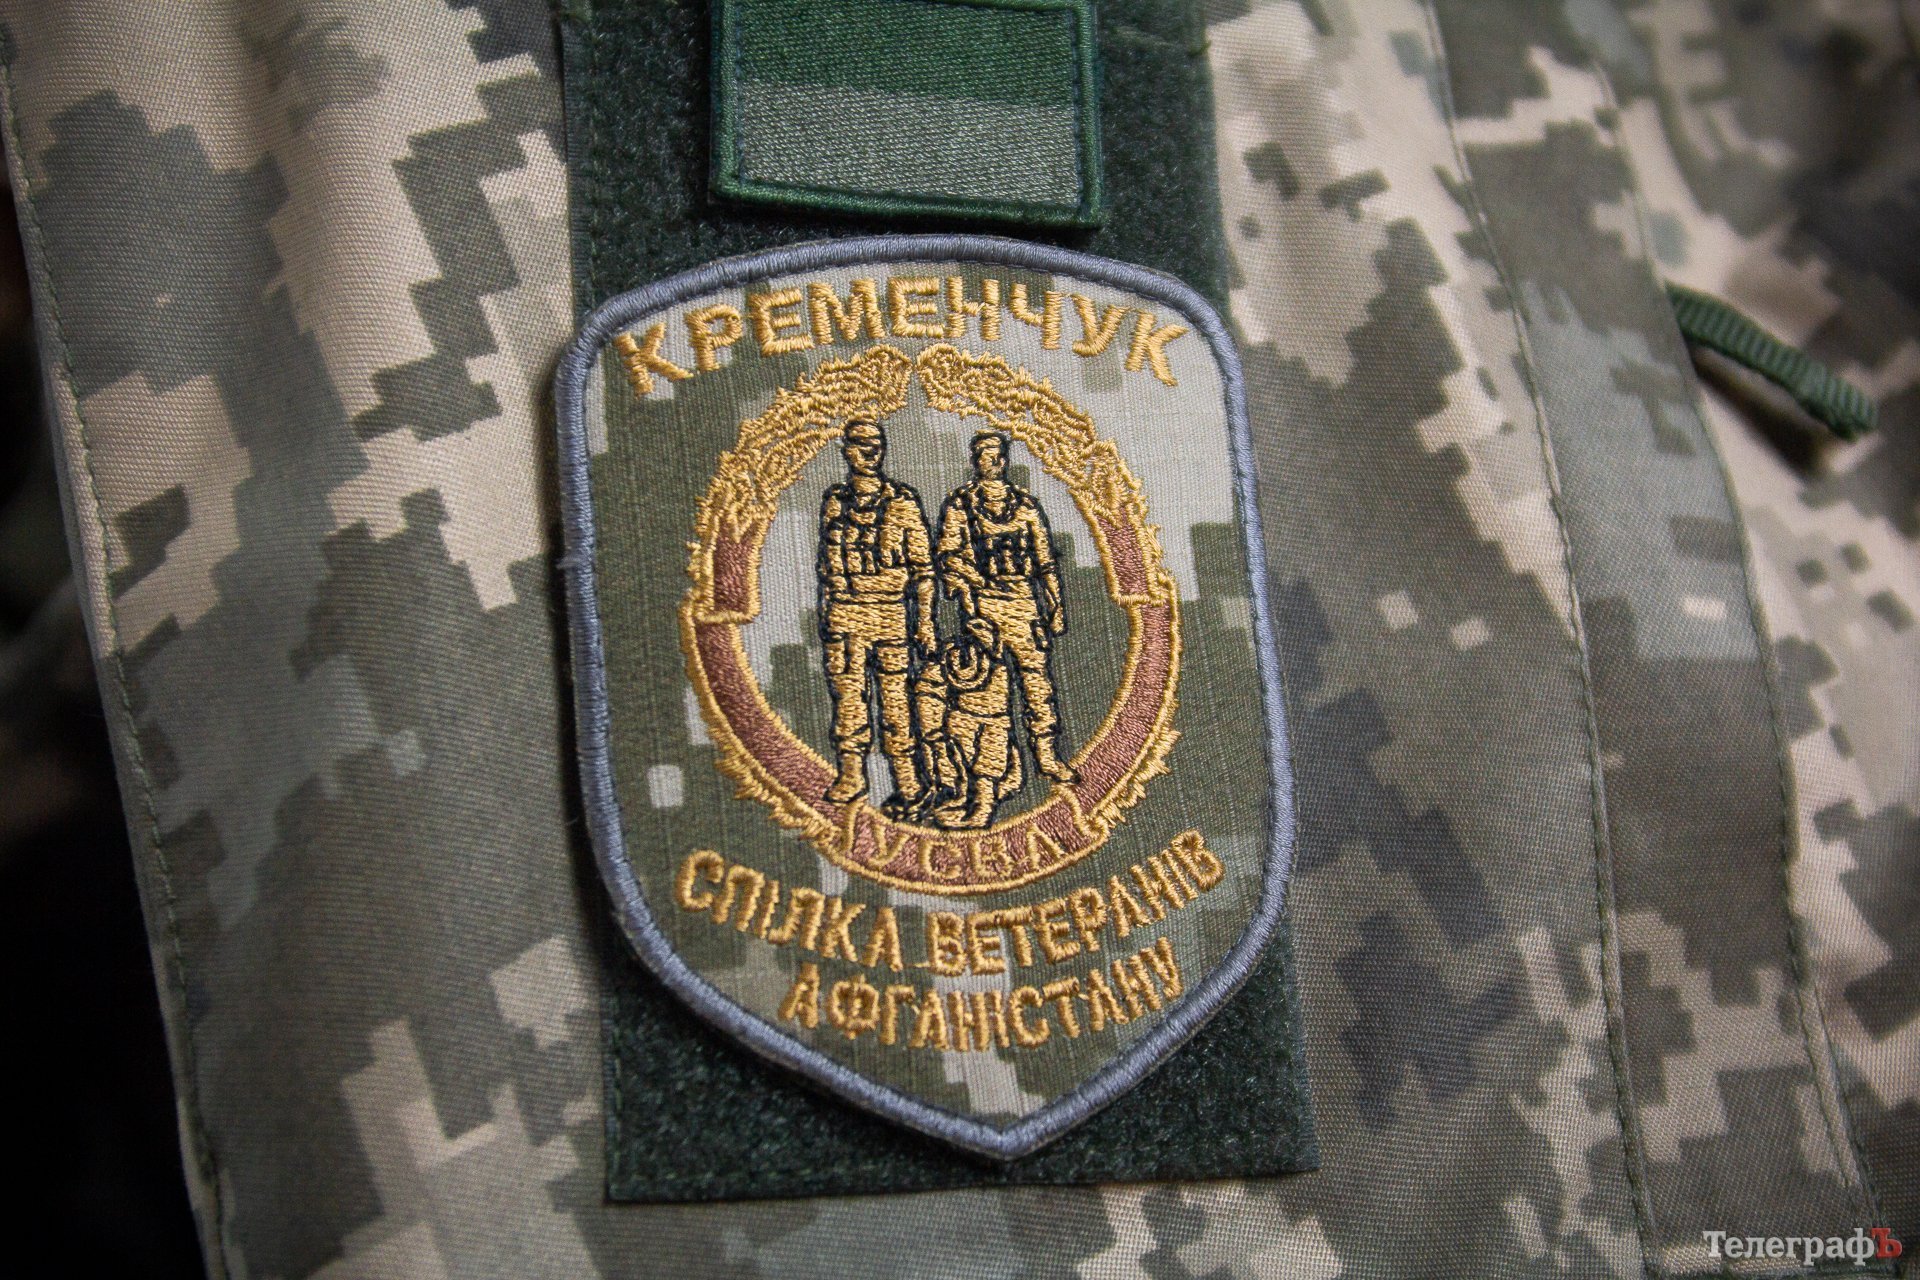 КРЕМЕНЧУК
УСВА
СПІЛКА ВЕТЕРАНІВ
АФГАНІСТАНУ
ТелеграфЪ